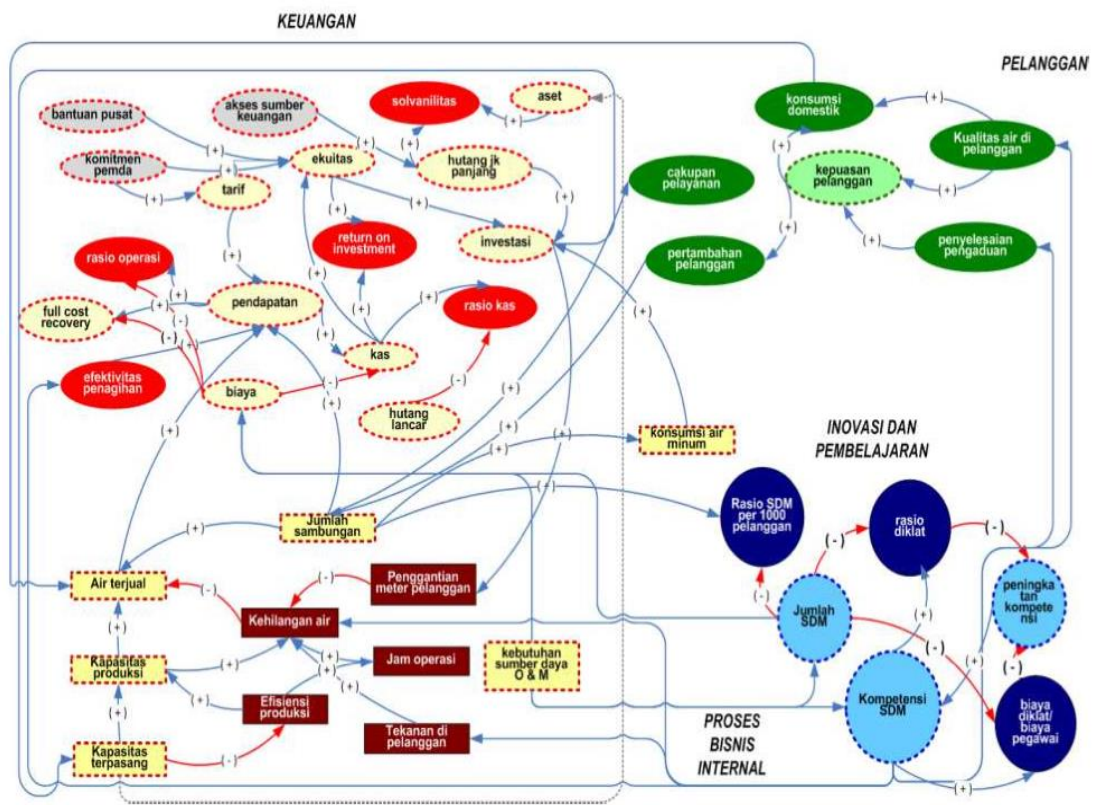 KEUANGAN
PELANGGAN
bantuan pusat
akses sumber
keuangan
solvanilitas
aset
konsumsi
domestik
(+)
Kualitas air di
pelanggan
komitmen
pemda
(+)
(+)
(+)
ekuitas
(+)
(+)
(+)
hutang jk
panjang
cakupan
pelayanan
kepuasan
pelanggan
(+)
(+)
(+)
tarif
(+)
(+)
(+)
(+)
return on
investment
investasi
(+)
(+)
penyelesaian
pengaduan
rasio operasi
(+)
pertambahan
pelanggan
full cost
recovery
(+)
(+)
pendapatan
(+)
(+)
(+)
(+)
rasio kas
(+)
(-)
(-)
(+)
kas
efektivitas
penagihan
biaya
(-)
(+)
(-)
hutang
lancar
(+)
(+)
(+)
(+)
(+)
(+)
konsumsi air
minum
INOVASI DAN
PEMBELAJARAN
(+)
Rasio SDM
per 1000
pelanggan
rasio
diklat
(-)
(+)
Jumlah
sambungan
(-)
Air terjual
(-)
(-)
Penggantian
meter pelanggan
(-)
peningka
tan
kompete
nsi
Jumlah
SDM
(+)
Kehilangan air
(+)
kebutuhan
sumber daya
O & M
(-)
(+)
(-)
Kapasitas
produksi
(+)
(+)
Jam operasi
(+)
(+)
Efisiensi
produksi
Kompetensi
SDM
biaya
diklat/
biaya
pegawai
(+)
Tekanan di
pelanggan
PROSES
BISNIS
INTERNAL
Kapasitas
terpasang
(-)
(+)